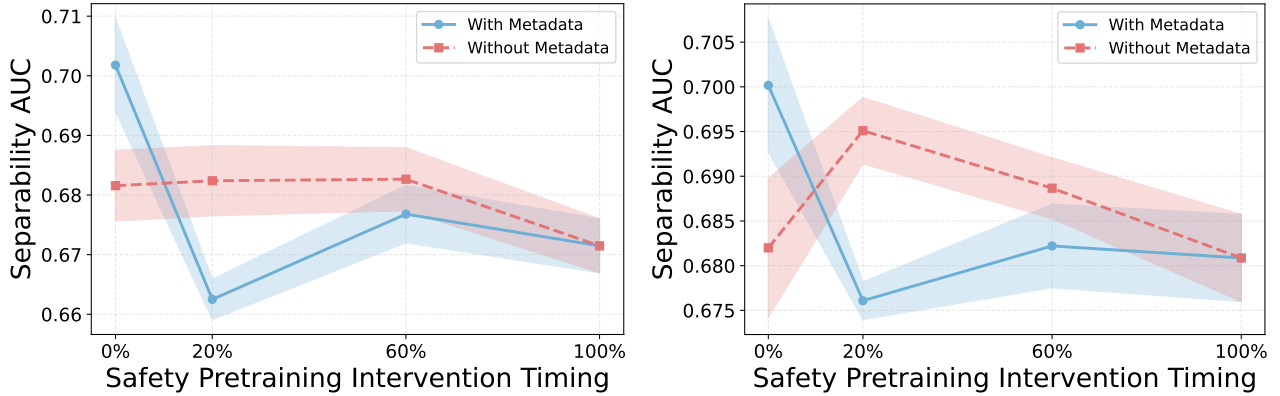 0.71
0.70
0.69
0.68
0.67
0.66
Separability AUC
With Metadata
Without Metadata
0% 20% 60% 100%
Safety Pretraining Intervention Timing
0.705
0.700
0.695
0.690
0.685
0.680
0.675
Separability AUC
With Metadata
Without Metadata
0% 20% 60% 100%
Safety Pretraining Intervention Timing